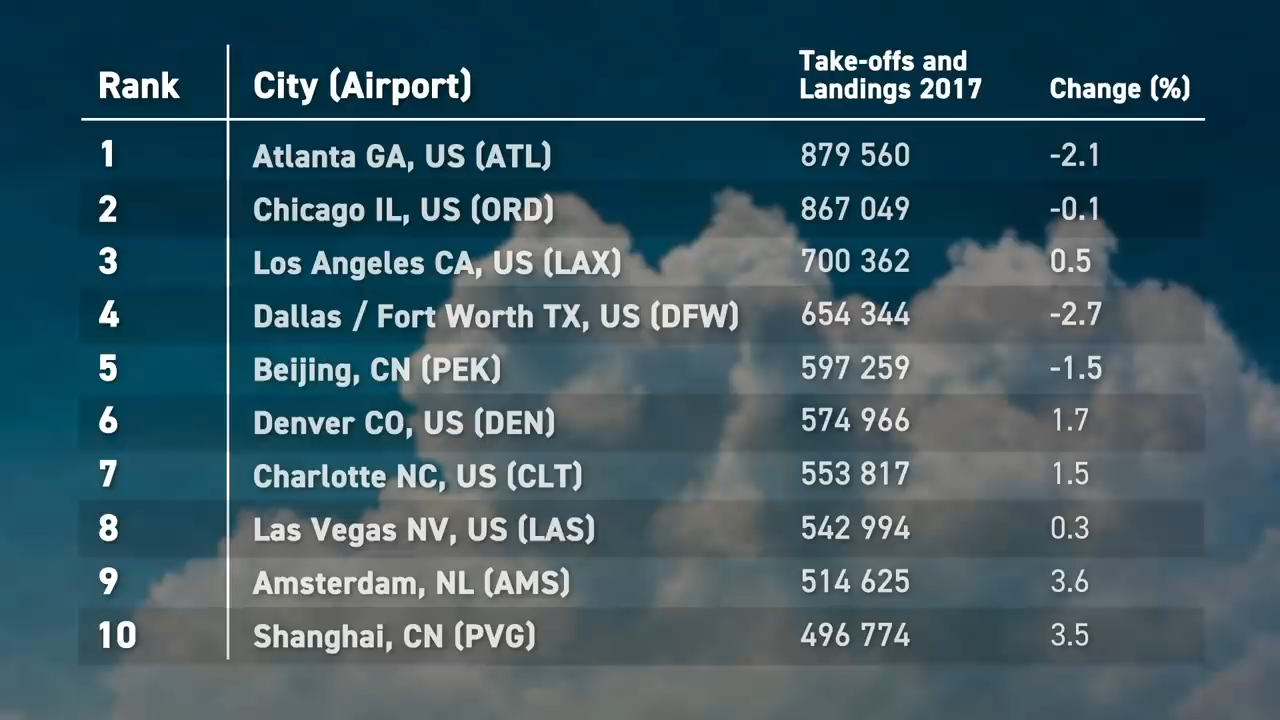 Rank City (Airport) Take-offs and Landings 2017 Change (%)
1 Atlanta GA, US (ATL) 879 560 -2.1
2 Chicago IL, US (ORD) 867 049 -0.1
3 Los Angeles CA, US (LAX) 700 362 0.5
4 Dallas / Fort Worth TX, US (DFW) 654 344 -2.7
5 Beijing, CN (PEK) 597 259 -1.5
6 Denver CO, US (DEN) 574 966 1.7
7 Charlotte NC, US (CLT) 553 817 1.5
8 Las Vegas NV, US (LAS) 542 994 0.3
9 Amsterdam, NL (AMS) 514 625 3.6
10 Shanghai, CN (PVG) 496 774 3.5